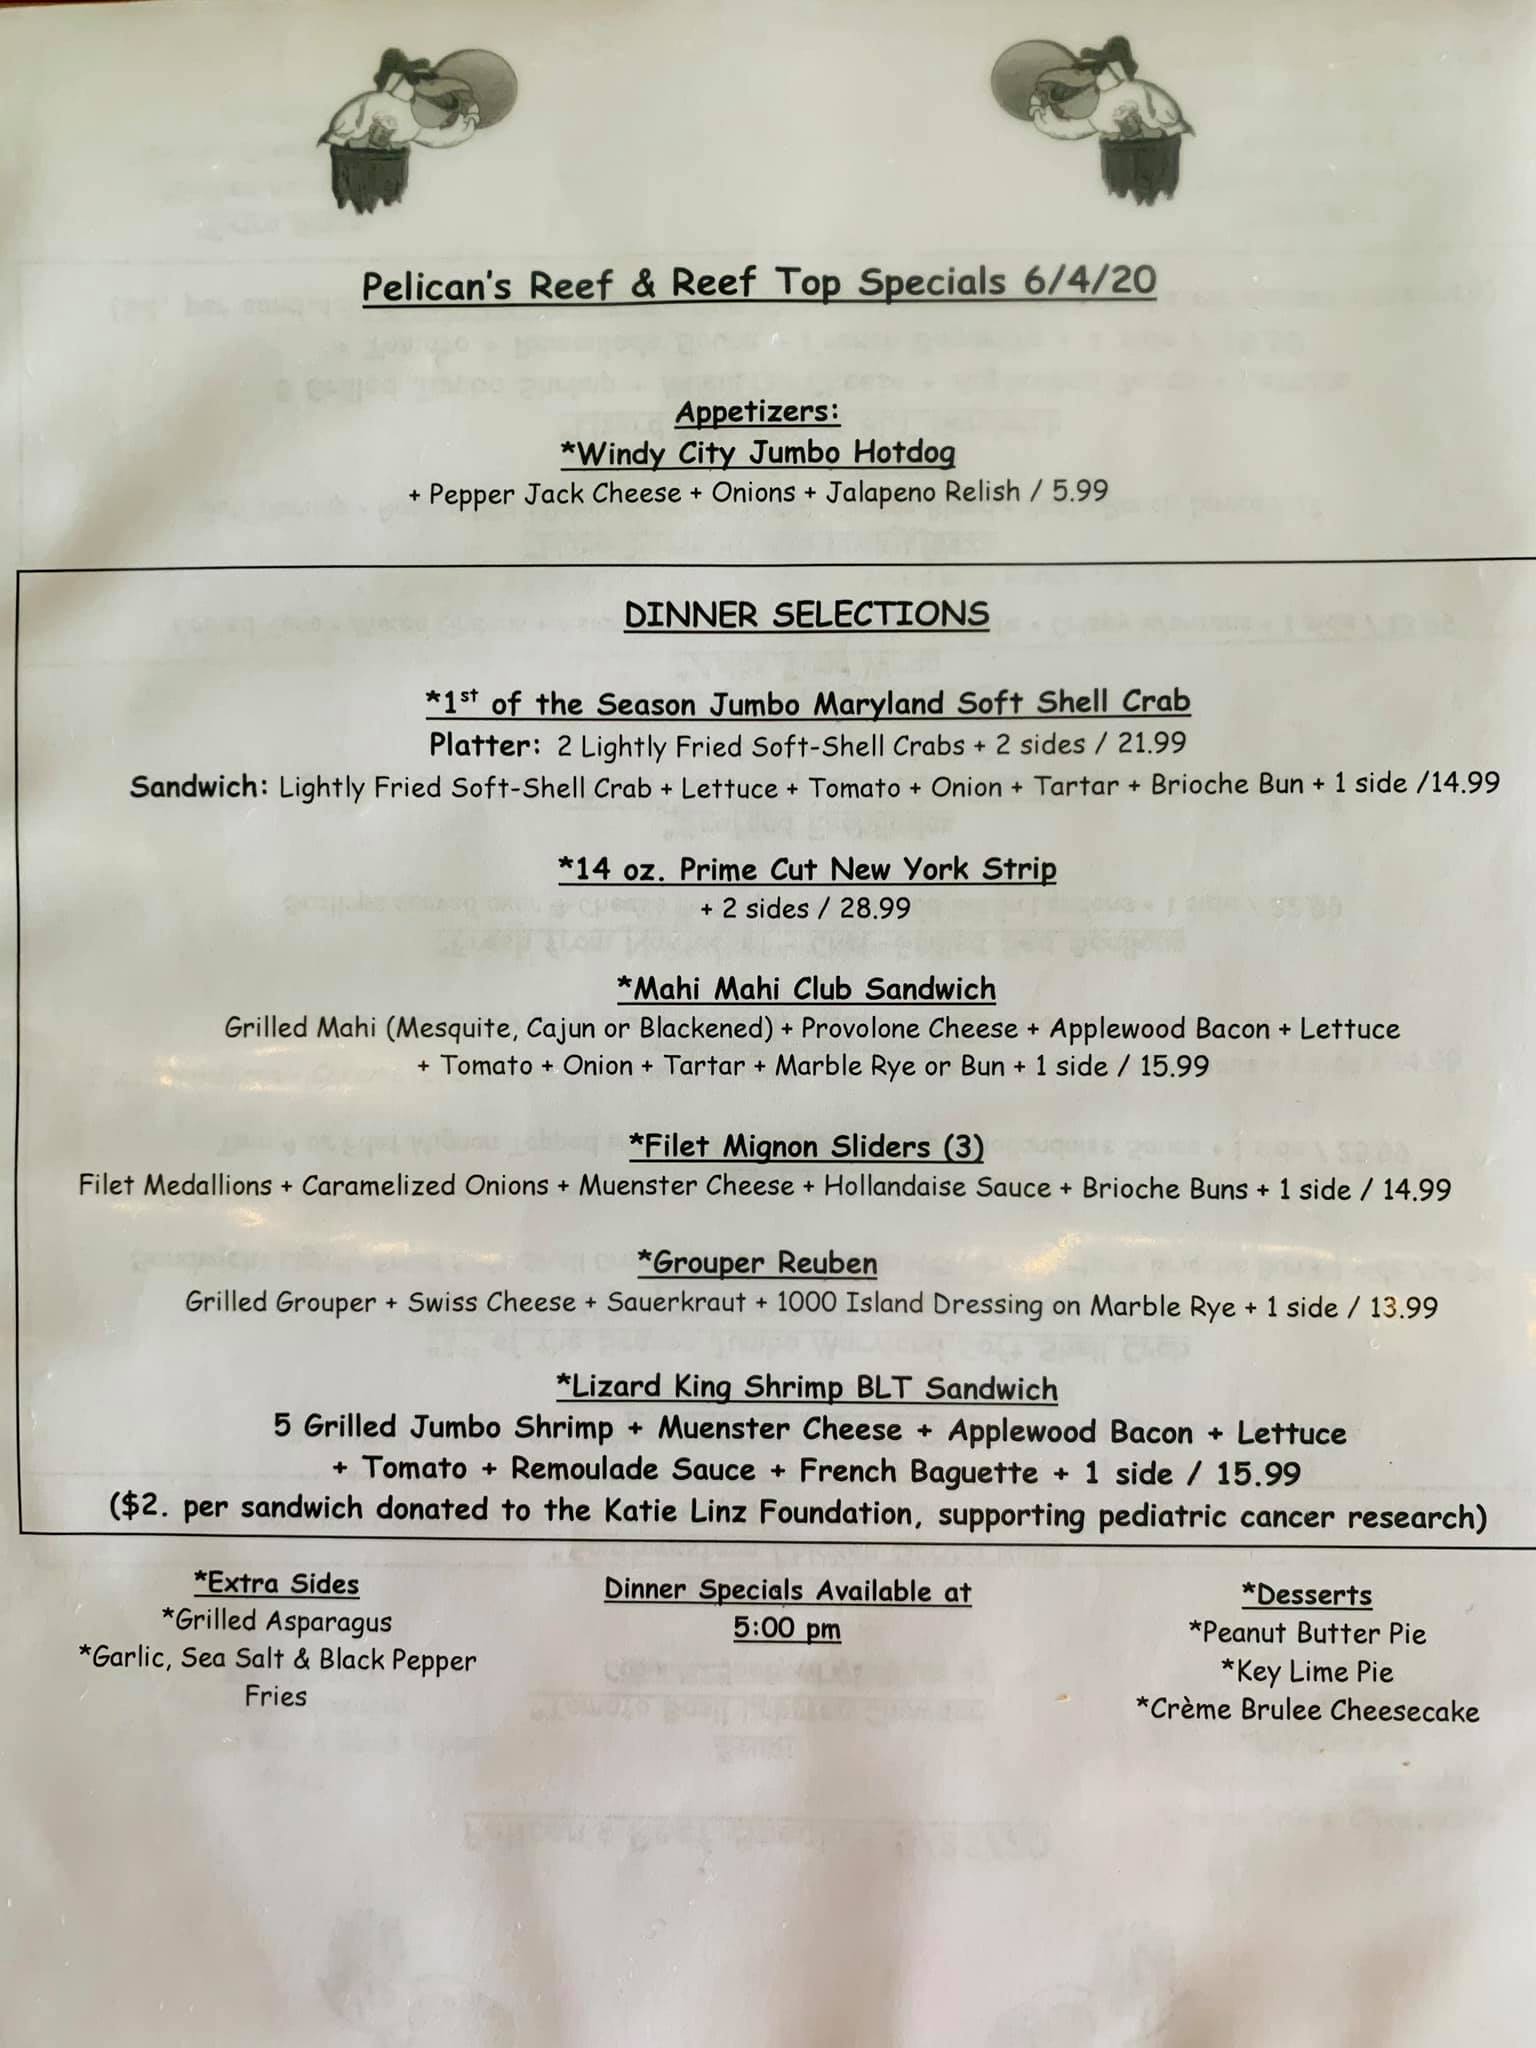 Pelican's Reef & Reef Top Specials 6/4/20
Appetizers:
*Windy City Jumbo Hotdog
+ Pepper Jack Cheese + Onions + Jalapeno Relish / 5.99
DINNER SELECTIONS
*1st of the Season Jumbo Maryland Soft Shell Crab
Platter: 2 Lightly Fried Soft-Shell Crabs + 2 sides / 21.99
Sandwich: Lightly Fried Soft-Shell Crab + Lettuce + Tomato + Onion + Tartar + Brioche Bun + 1 side /14.99
*14 oz. Prime Cut New York Strip
+ 2 sides / 28.99
*Mahi Mahi Club Sandwich
Grilled Mahi (Mesquite, Cajun or Blackened) + Provolone Cheese + Applewood Bacon + Lettuce
+ Tomato + Onion + Tartar + Marble Rye or Bun + 1 side / 15.99
*Filet Mignon Sliders (3)
Filet Medallions + Caramelized Onions + Muenster Cheese + Hollandaise Sauce + Brioche Buns + 1 side / 14.99
*Grouper Reuben
Grilled Grouper + Swiss Cheese + Sauerkraut + 1000 Island Dressing on Marble Rye + 1 side / 13.99
*Lizard King Shrimp BLT Sandwich
5 Grilled Jumbo Shrimp + Muenster Cheese + Applewood Bacon + Lettuce
+ Tomato + Remoulade Sauce + French Baguette + 1 side / 15.99
($2. per sandwich donated to the Katie Linz Foundation, supporting pediatric cancer research)
*Extra Sides
*Grilled Asparagus
*Garlic, Sea Salt & Black Pepper
Fries
Dinner Specials Available at
5:00 pm
*Desserts
*Peanut Butter Pie
*Key Lime Pie
*Crème Brulee Cheesecake